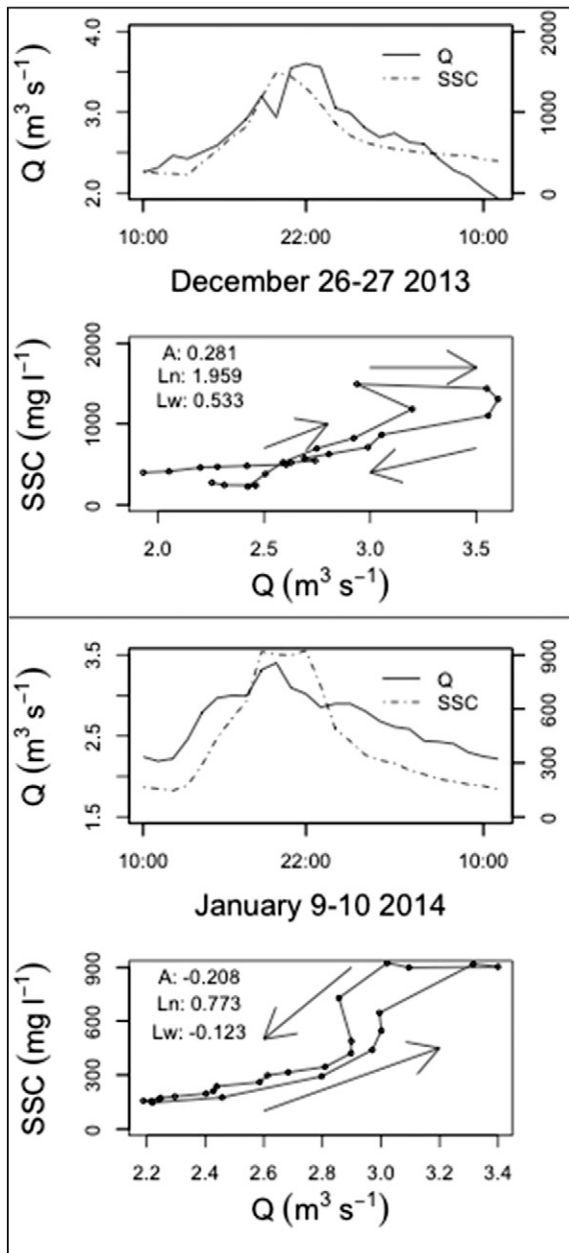 4.0
3.0
2.0
Q (m³ s⁻¹)
Q
SSC
2000
1000
0
10:00 22:00 10:00
December 26-27 2013
SSC (mg l⁻¹)
2000
1000
0
A: 0.281
Ln: 1.959
Lw: 0.533
2.0 2.5 3.0 3.5
Q (m³ s⁻¹)
3.5
2.5
1.5
Q (m³ s⁻¹)
Q
SSC
900
600
300
0
10:00 22:00 10:00
January 9-10 2014
SSC (mg l⁻¹)
900
600
300
0
A: -0.208
Ln: 0.773
Lw: -0.123
2.2 2.4 2.6 2.8 3.0 3.2 3.4
Q (m³ s⁻¹)